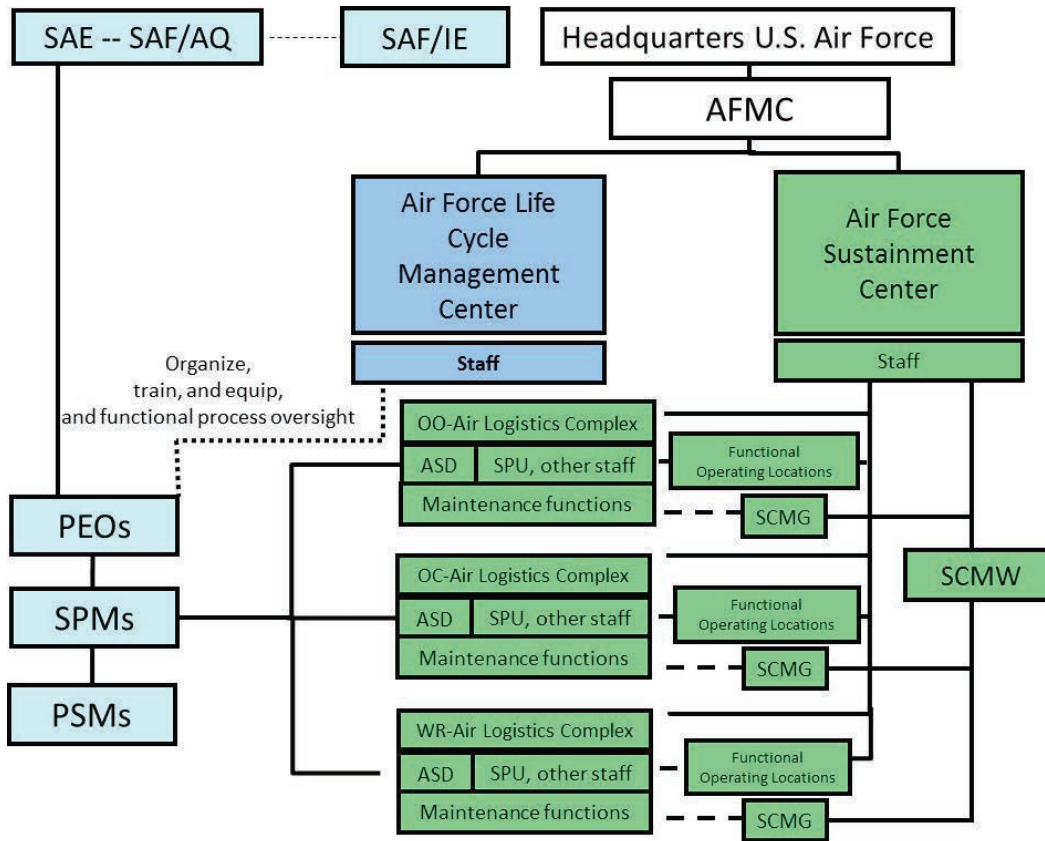 SAE -- SAF/AQ
SAF/IE
Headquarters U.S. Air Force
AFMC
Air Force Life
Cycle
Management
Center
Staff
Air Force
Sustainment
Center
Staff
Organize,
train, and equip,
and functional process oversight
PEOs
SPMs
PSMs
OO-Air Logistics Complex
ASD
SPU, other staff
Maintenance functions
Functional
Operating Locations
SCMG
OC-Air Logistics Complex
ASD
SPU, other staff
Maintenance functions
Functional
Operating Locations
SCMG
SCMW
WR-Air Logistics Complex
ASD
SPU, other staff
Maintenance functions
Functional
Operating Locations
SCMG